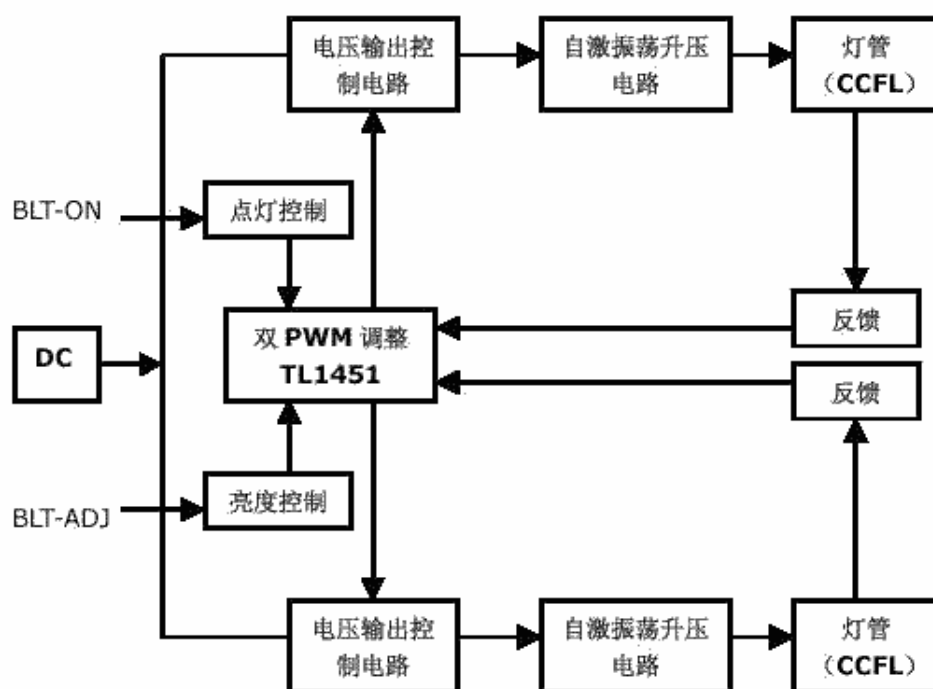 电压输出控
制电路
自激振荡升压
电路
灯管
（CCFL）
BLT-ON
点灯控制
双 PWM 调整
TL1451
反馈
DC
反馈
亮度控制
BLT-ADJ
电压输出控
制电路
自激振荡升压
电路
灯管
（CCFL）